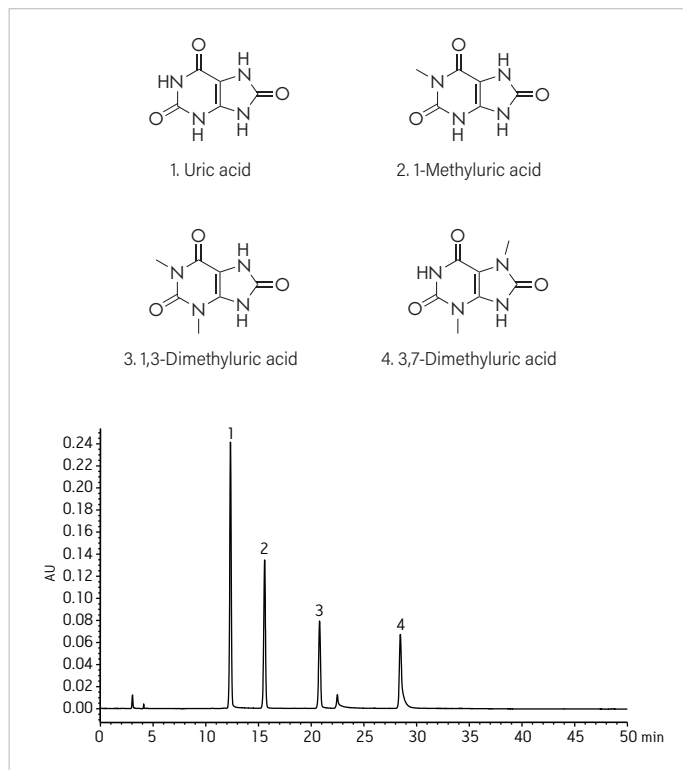 O
H
N
HN
O
O
N
H
N
H
1. Uric acid
O
H
N
N
O
O
N
H
N
H
2. 1-Methyluric acid
O
H
N
N
O
O
N
N
H
3. 1,3-Dimethyluric acid
O
N
HN
O
O
N
N
H
4. 3,7-Dimethyluric acid
AU
0.24
0.22
0.20
0.18
0.16
0.14
0.12
0.10
0.08
0.06
0.04
0.02
0.00
1
2
3
4
0 5 10 15 20 25 30 35 40 45 50 min